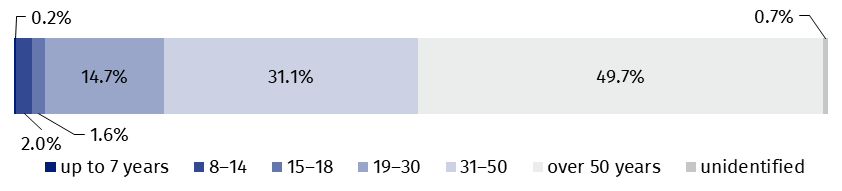 0.2%
0.7%
14.7% 31.1% 49.7%
2.0% 1.6%
up to 7 years 8–14 15–18 19–30 31–50 over 50 years unidentified